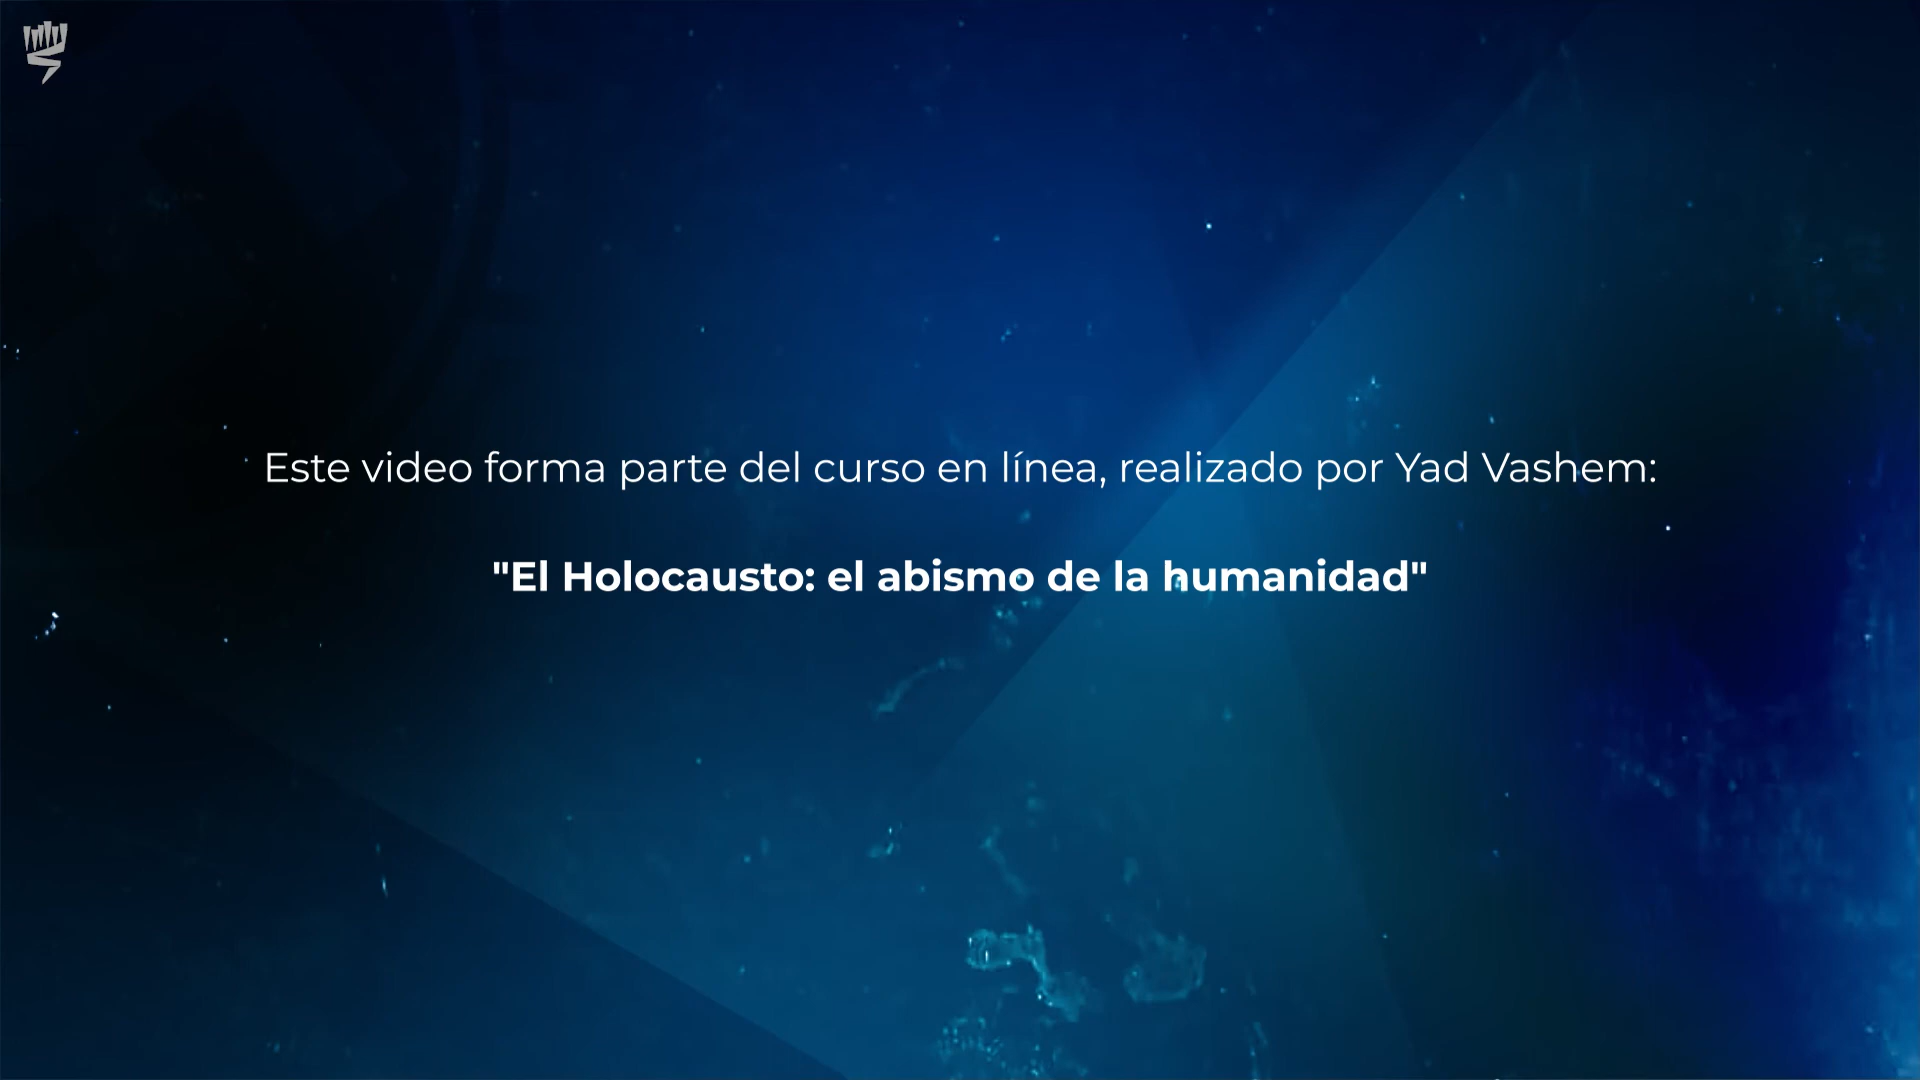 Este video forma parte del curso en línea, realizado por Yad Vashem:
"El Holocausto: el abismo de la humanidad"